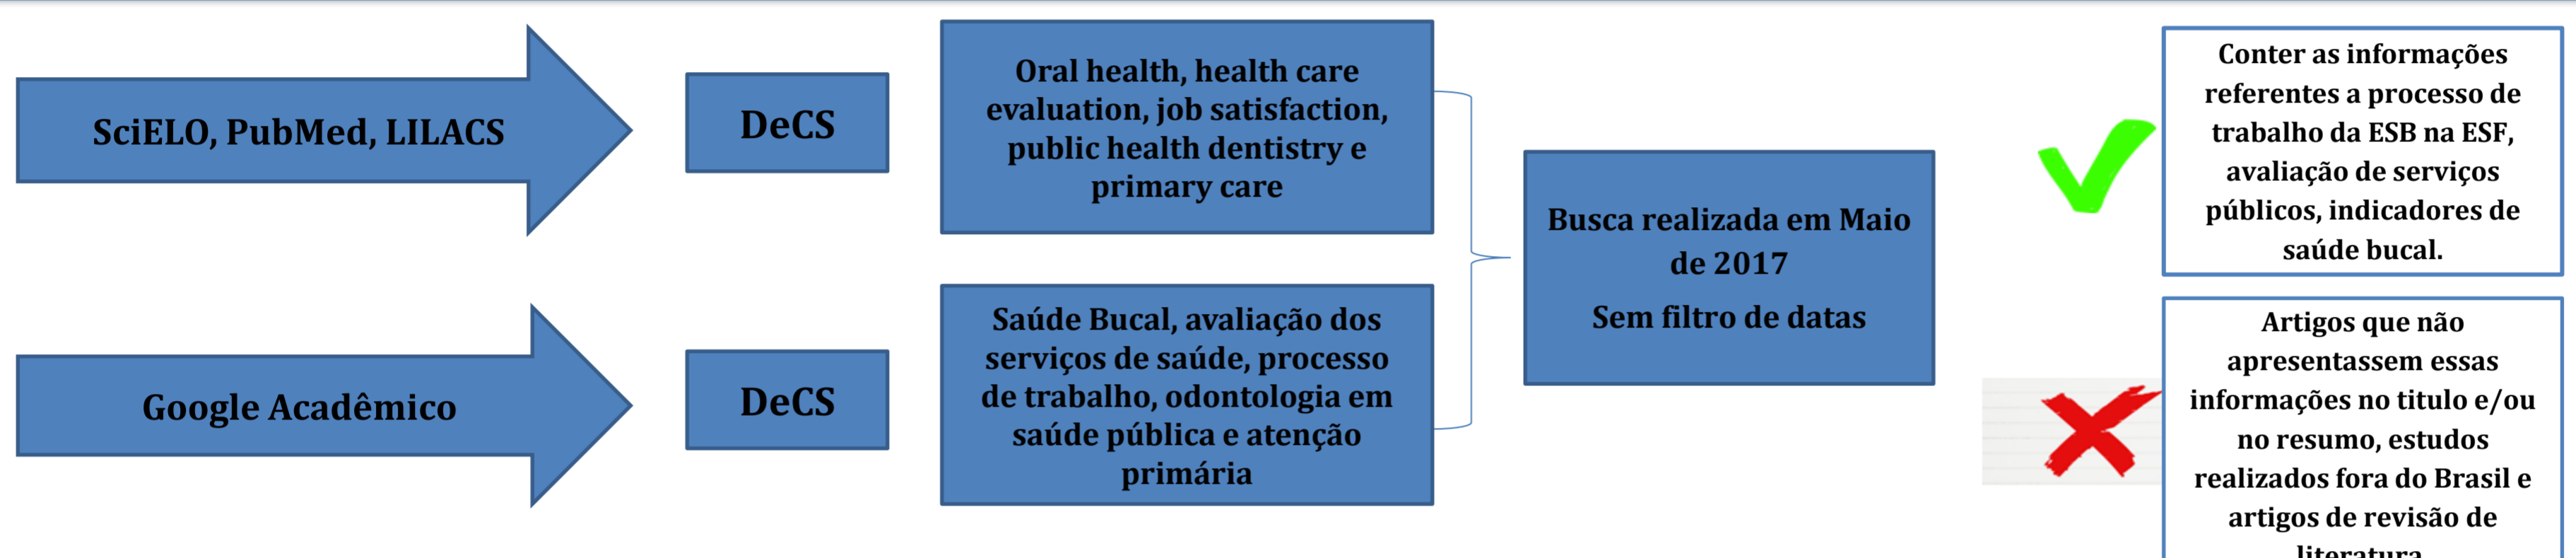 SciELO, PubMed, LILACS
DeCS
Oral health, health care
evaluation, job satisfaction,
public health dentistry e
primary care
Google Acadêmico
DeCS
Saúde Bucal, avaliação dos
serviços de saúde, processo
de trabalho, odontologia em
saúde pública e atenção
primária
Busca realizada em Maio
de 2017
Sem filtro de datas
Conter as informações
referentes a processo de
trabalho da ESB na ESF,
avaliação de serviços
públicos, indicadores de
saúde bucal.
Artigos que não
apresentassem essas
informações no titulo e/ou
no resumo, estudos
realizados fora do Brasil e
artigos de revisão de
literatura